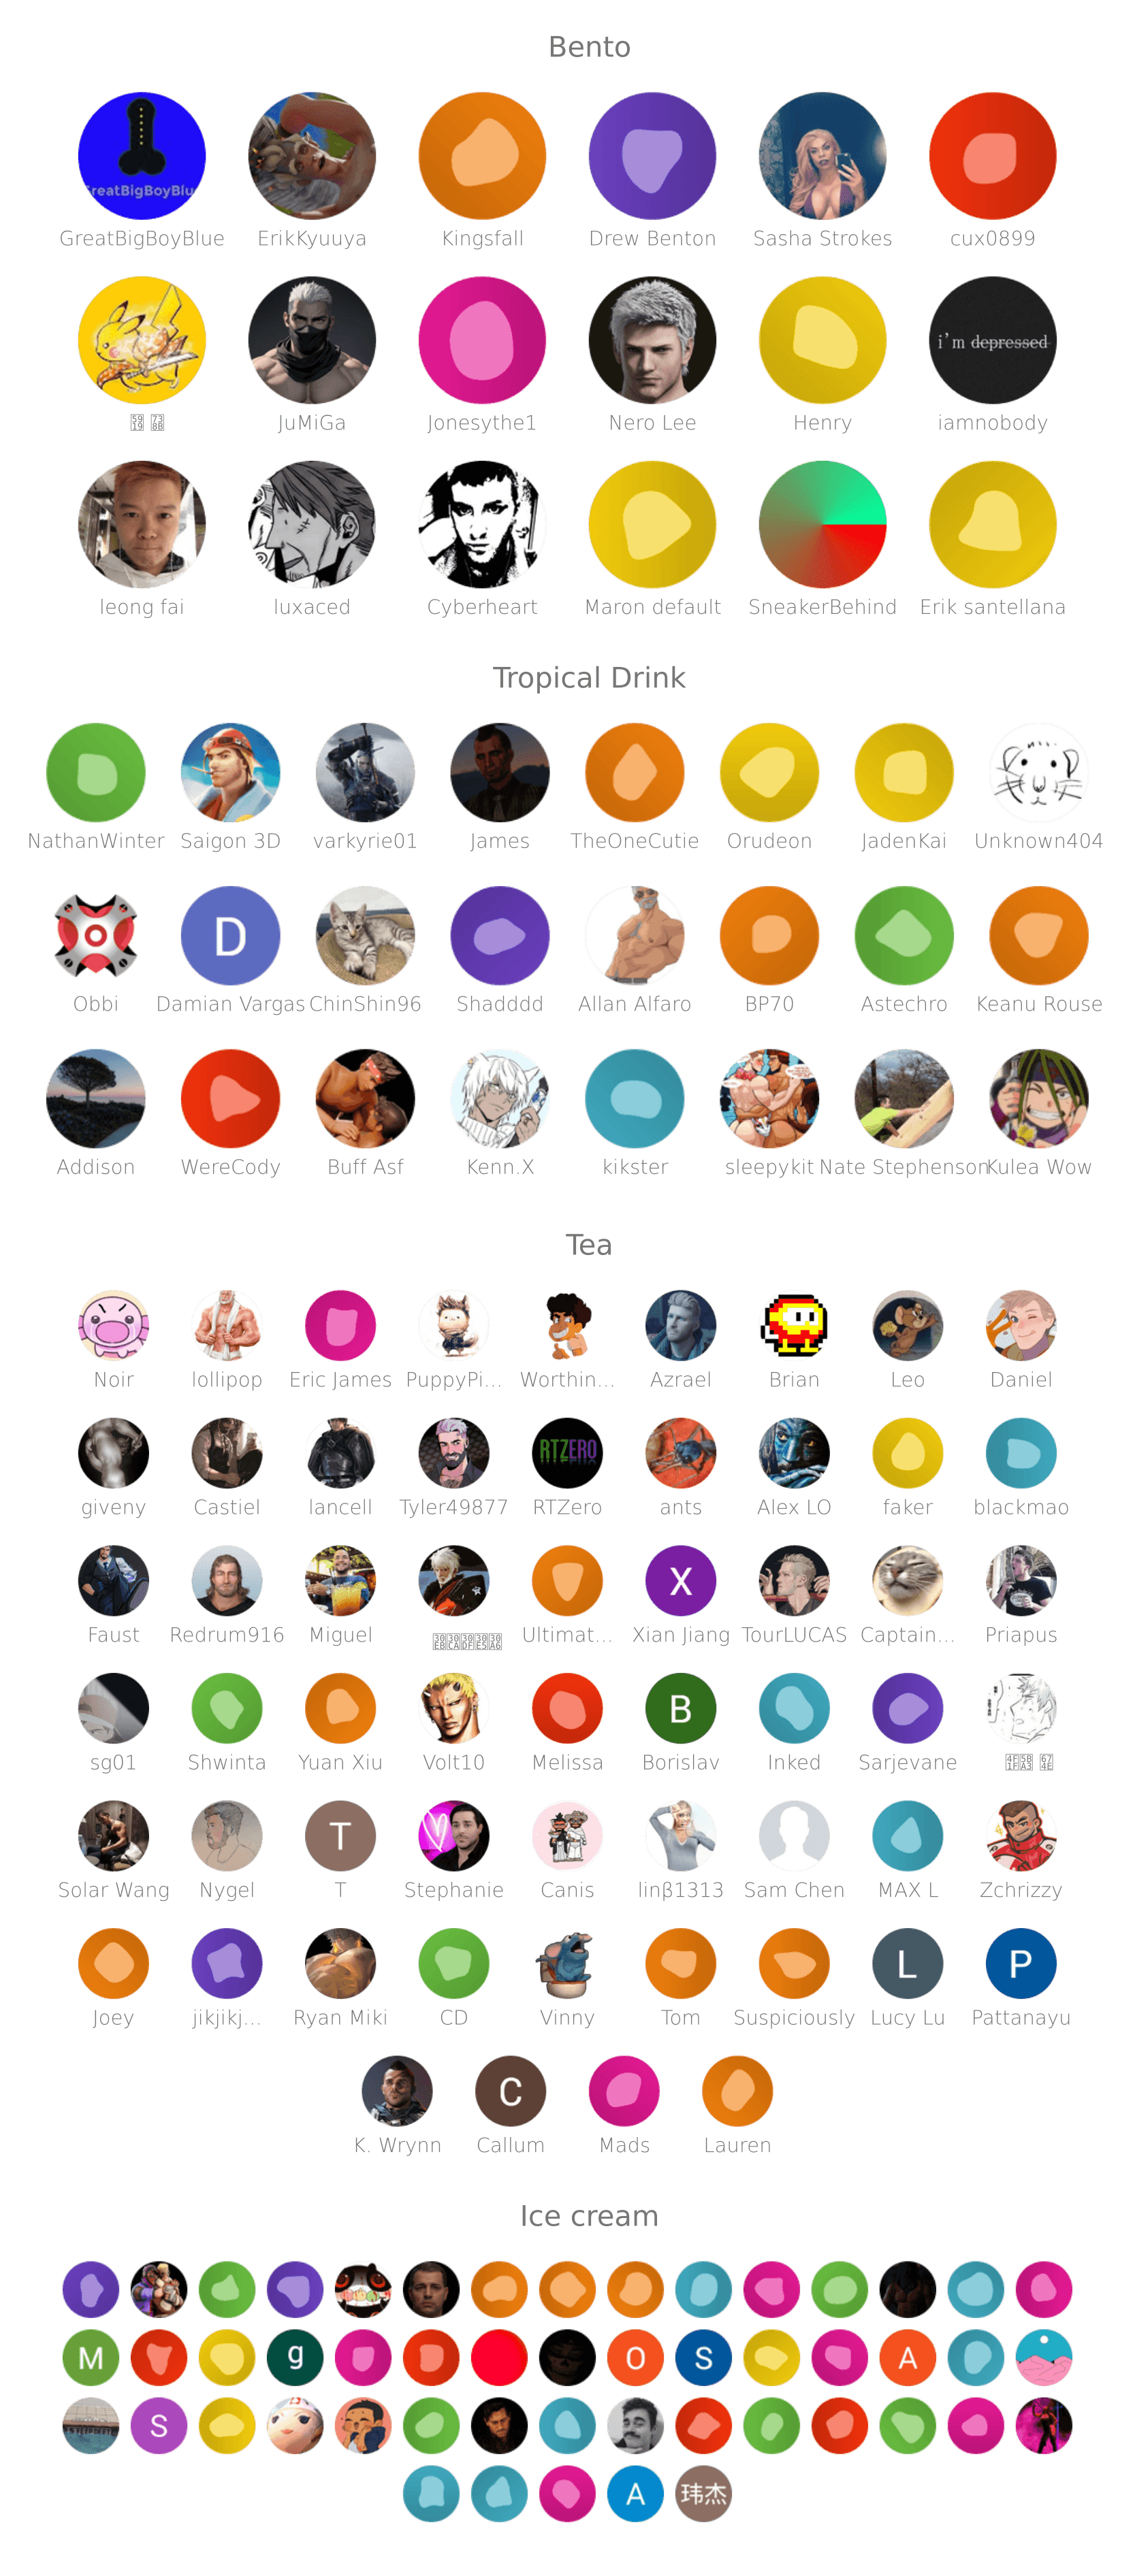 Bento
GreatBigBoyBlue
GreatBigBoyBlue ErikKyuuya Kingsfall Drew Benton Sasha Strokes cux0899
i'm depressed
JuMiGa Jonesythe1 Nero Lee Henry iamnobody
leong fai luxaced Cyberheart Maron default SneakerBehind Erik santellana
Tropical Drink
NathanWinter Saigon 3D varkyrie01 James TheOneCutie Orudeon JadenKai Unknown404
D
Obbi Damian Vargas ChinShin96 Shadddd Allan Alfaro BP70 Astechro Keanu Rouse
Addison WereCody Buff Asf Kenn.X kikster sleepykit Nate Stephenson Kulea Wow
Tea
Noir lollipop Eric James PuppyPi... Worthin... Azrael Brian Leo Daniel
RTZERO
giveny Castiel lancell Tyler49877 RTZero ants Alex LO faker blackmao
X
Faust Redrum916 Miguel Ultimat... Xian Jiang TourLUCAS Captain... Priapus
B
sg01 Shwinta Yuan Xiu Volt10 Melissa Borislav Inked Sarjevane
T
Solar Wang Nygel T Stephanie Canis linβ1313 Sam Chen MAX L Zchrizzy
L P
Joey jikjikj... Ryan Miki CD Vinny Tom Suspiciously Lucy Lu Pattanayu
C
K. Wrynn Callum Mads Lauren
Ice cream
M g O S A
S
A 玮杰